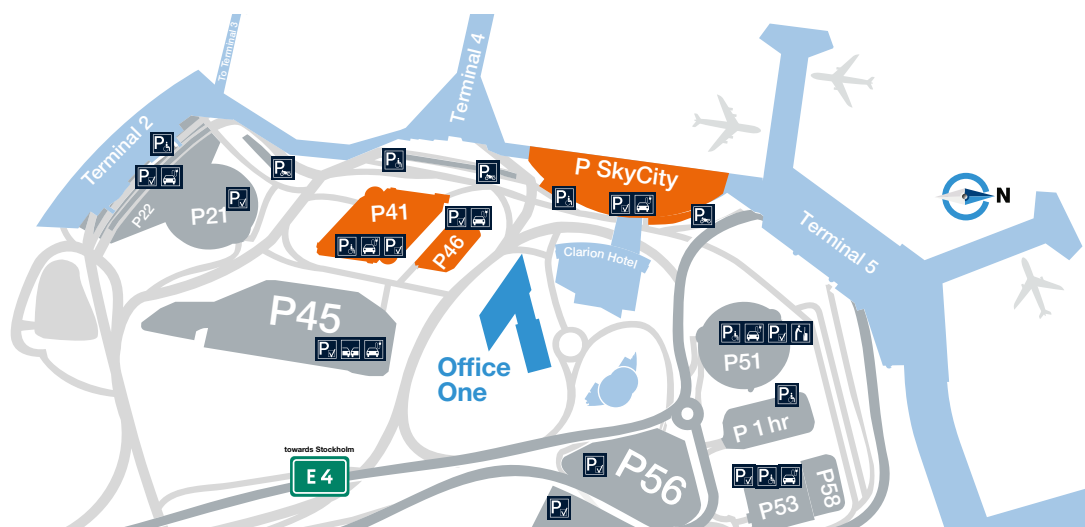 To Terminal 3
Terminal 4
Terminal 2
P SkyCity
P
P
P
P
P
P
P22
P21
P
P41
P
P46
P
P
P
P
P
P
P
N
Terminal 5
Clarion Hotel
P45
P
Office
One
P
P
P51
P
P 1 hr
towards Stockholm
E 4
P
P56
P
P
P53
P58
P